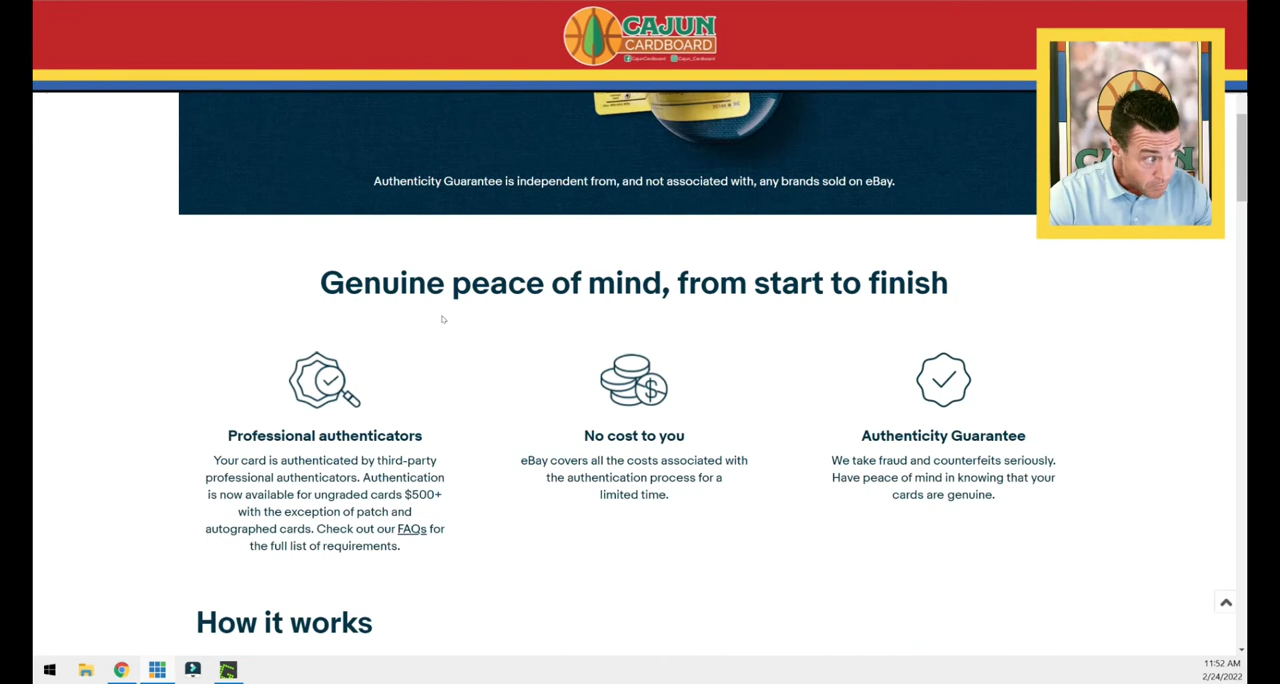 CAJUN
CARDBOARD
CajunCardboard Cajun_Cardboard
Authenticity Guarantee is independent from, and not associated with, any brands sold on eBay.
Genuine peace of mind, from start to finish
Professional authenticators
Your card is authenticated by third-party
professional authenticators. Authentication
is now available for ungraded cards $500+
with the exception of patch and
autographed cards. Check out our FAQs for
the full list of requirements.
No cost to you
eBay covers all the costs associated with
the authentication process for a
limited time.
Authenticity Guarantee
We take fraud and counterfeits seriously.
Have peace of mind in knowing that your
cards are genuine.
How it works
11:52 AM
2/24/2022